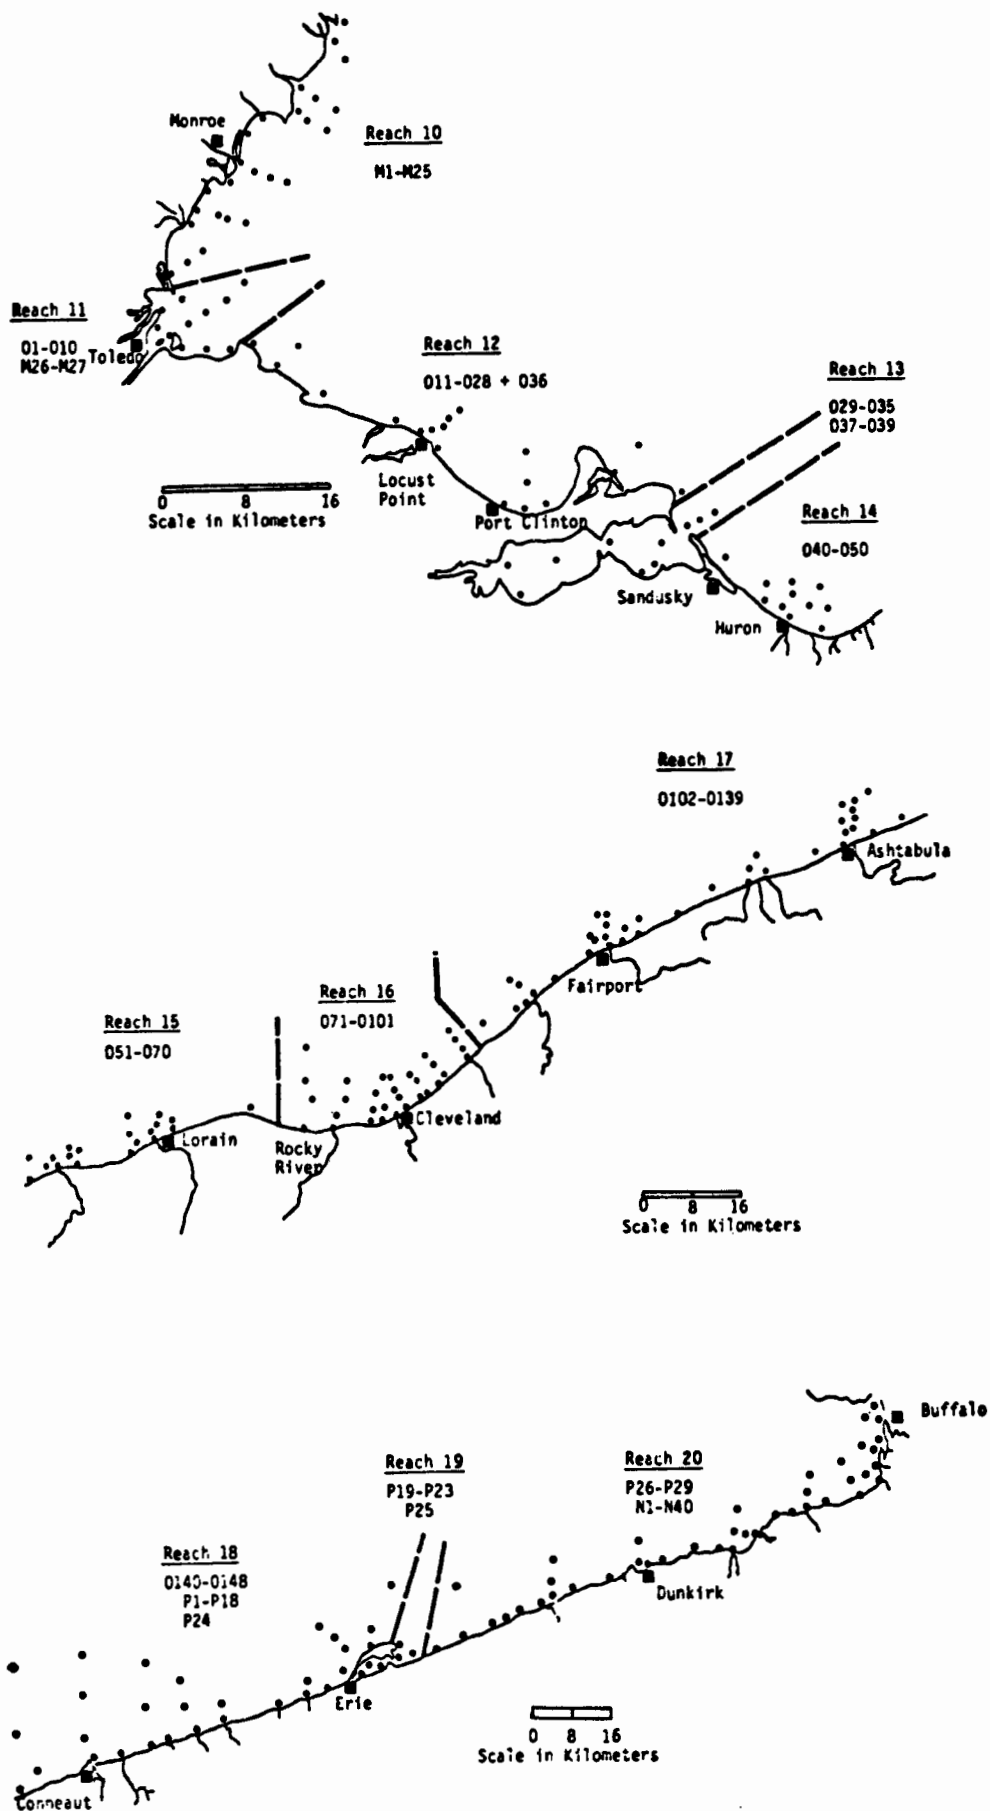 Monroe
Reach 10
M1-M25
Reach 11
01-010
M26-M27
Toledo
Reach 12
011-028 + 036
Reach 13
029-035
037-039
Locust
Point
0 16
Scale in Kilometers
Port Clinton
Reach 14
040-050
Sandusky
Huron
Reach 17
0102-0139
Ashtabula
Fairport
Reach 16
071-0101
Reach 15
051-070
Lorain
Rocky
River
Cleveland
0 8 16
Scale in Kilometers
Buffalo
Reach 19
P19-P23
P25
Reach 20
P26-P29
N1-N40
Reach 18
0140-0148
P1-P18
P24
Dunkirk
Erie
0 8 16
Scale in Kilometers
Conneaut